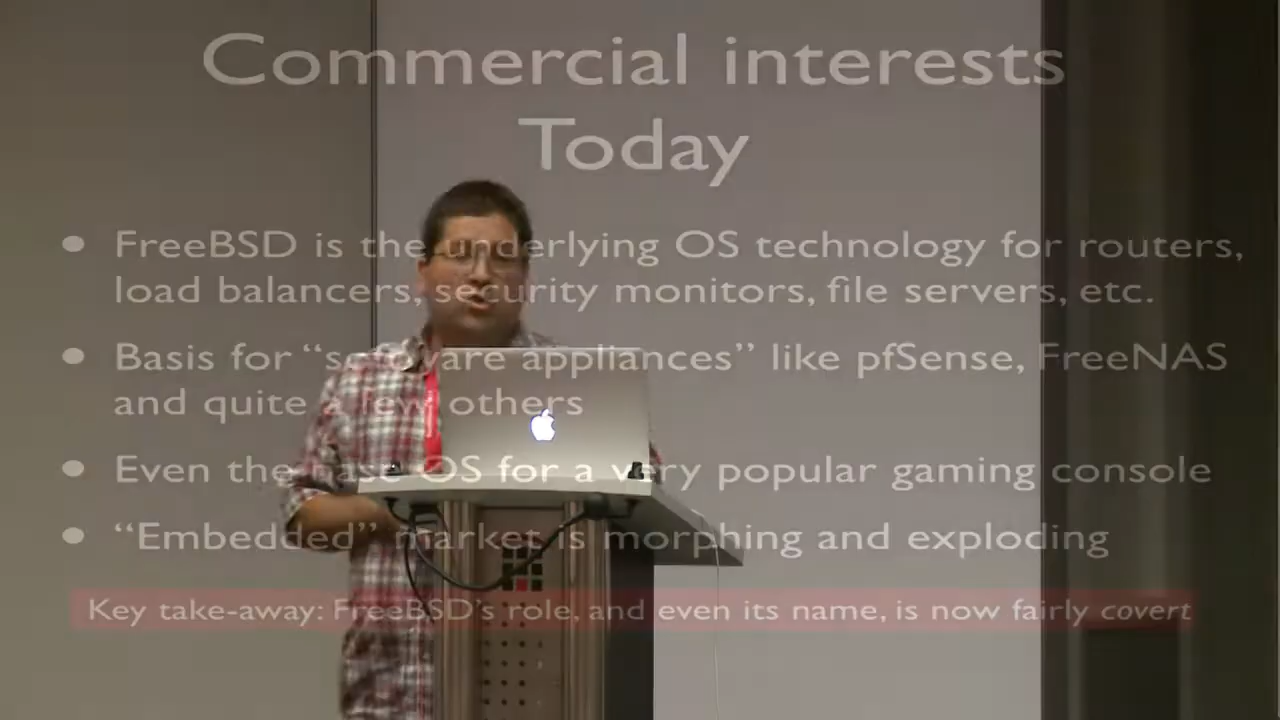 Commercial interests
Today
• FreeBSD is the underlying OS technology for routers,
load balancers, security monitors, file servers, etc.
• Basis for “software appliances” like pfSense, FreeNAS
and quite a few others
• Even the base OS for a very popular gaming console
• “Embedded” market is morphing and exploding
Key take-away: FreeBSD’s role, and even its name, is now fairly covert